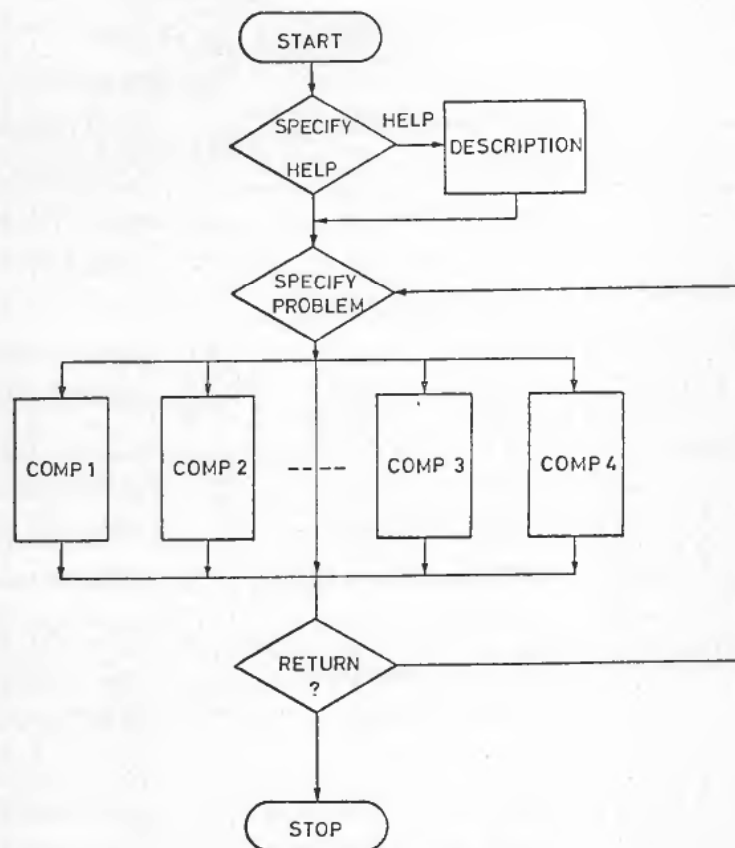 START
SPECIFY
HELP
HELP
DESCRIPTION
SPECIFY
PROBLEM
COMP 1
COMP 2
COMP 3
COMP 4
RETURN
?
STOP